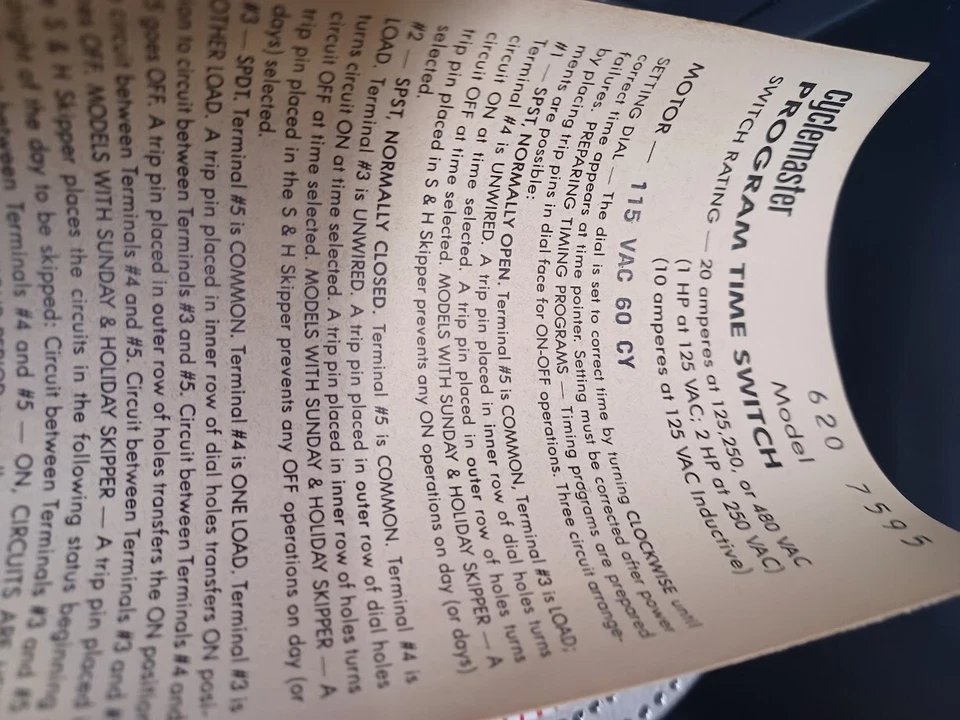 Cyclemaster
PROGRAM TIME SWITCH
620
Model
7595
SWITCH RATING — 20 amperes at 125,250, or 480 VAC
(1 HP at 125 VAC; 2 HP at 250 VAC)
(10 amperes at 125 VAC Inductive)
MOTOR — 115 VAC 60 CY
SETTING DIAL — The dial is set to correct time by turning CLOCKWISE until
correct time appears at time pointer. Setting must be corrected after power
failures. PREPARING TIMING PROGRAMS — Timing programs are prepared
by placing trip pins in dial face for ON-OFF operations. Three circuit arrange-
ments are possible:
#1 — SPST, NORMALLY OPEN. Terminal #5 is COMMON, Terminal #3 is LOAD;
Terminal #4 is UNWIRED. A trip pin placed in inner row of dial holes turns
circuit ON at time selected. A trip pin placed in outer row of holes turns
circuit OFF at time selected. MODELS WITH SUNDAY & HOLIDAY SKIPPER — A
trip pin placed in S & H Skipper prevents any ON operations on day (or days)
selected.
#2 — SPST, NORMALLY CLOSED. Terminal #5 is COMMON. Terminal #4 is
LOAD. Terminal #3 is UNWIRED. A trip pin placed in outer row of dial holes
turns circuit ON at time selected. A trip pin placed in inner row of holes turns
circuit OFF at time selected. MODELS WITH SUNDAY & HOLIDAY SKIPPER — A
trip pin placed in the S & H Skipper prevents any OFF operations on day (or
days) selected.
#3 — SPDT. Terminal #5 is COMMON. Terminal #4 is ONE LOAD. Terminal #3 is
OTHER LOAD. A trip pin placed in inner row of dial holes transfers ON posi-
tion to circuit between Terminals #3 and #5. Circuit between Terminals #4 and
#5 goes OFF. A trip pin placed in outer row of holes transfers the ON position
circuit between Terminals #4 and #5. Circuit between Terminals #3 and #
OFF. MODELS WITH SUNDAY & HOLIDAY SKIPPER — A trip pin placed
S & H Skipper places the circuits in the following status beginning
of the day to be skipped: Circuit between Terminals #3 and #5
between Terminals #4 and #5 — ON, CIRCUITS ARE